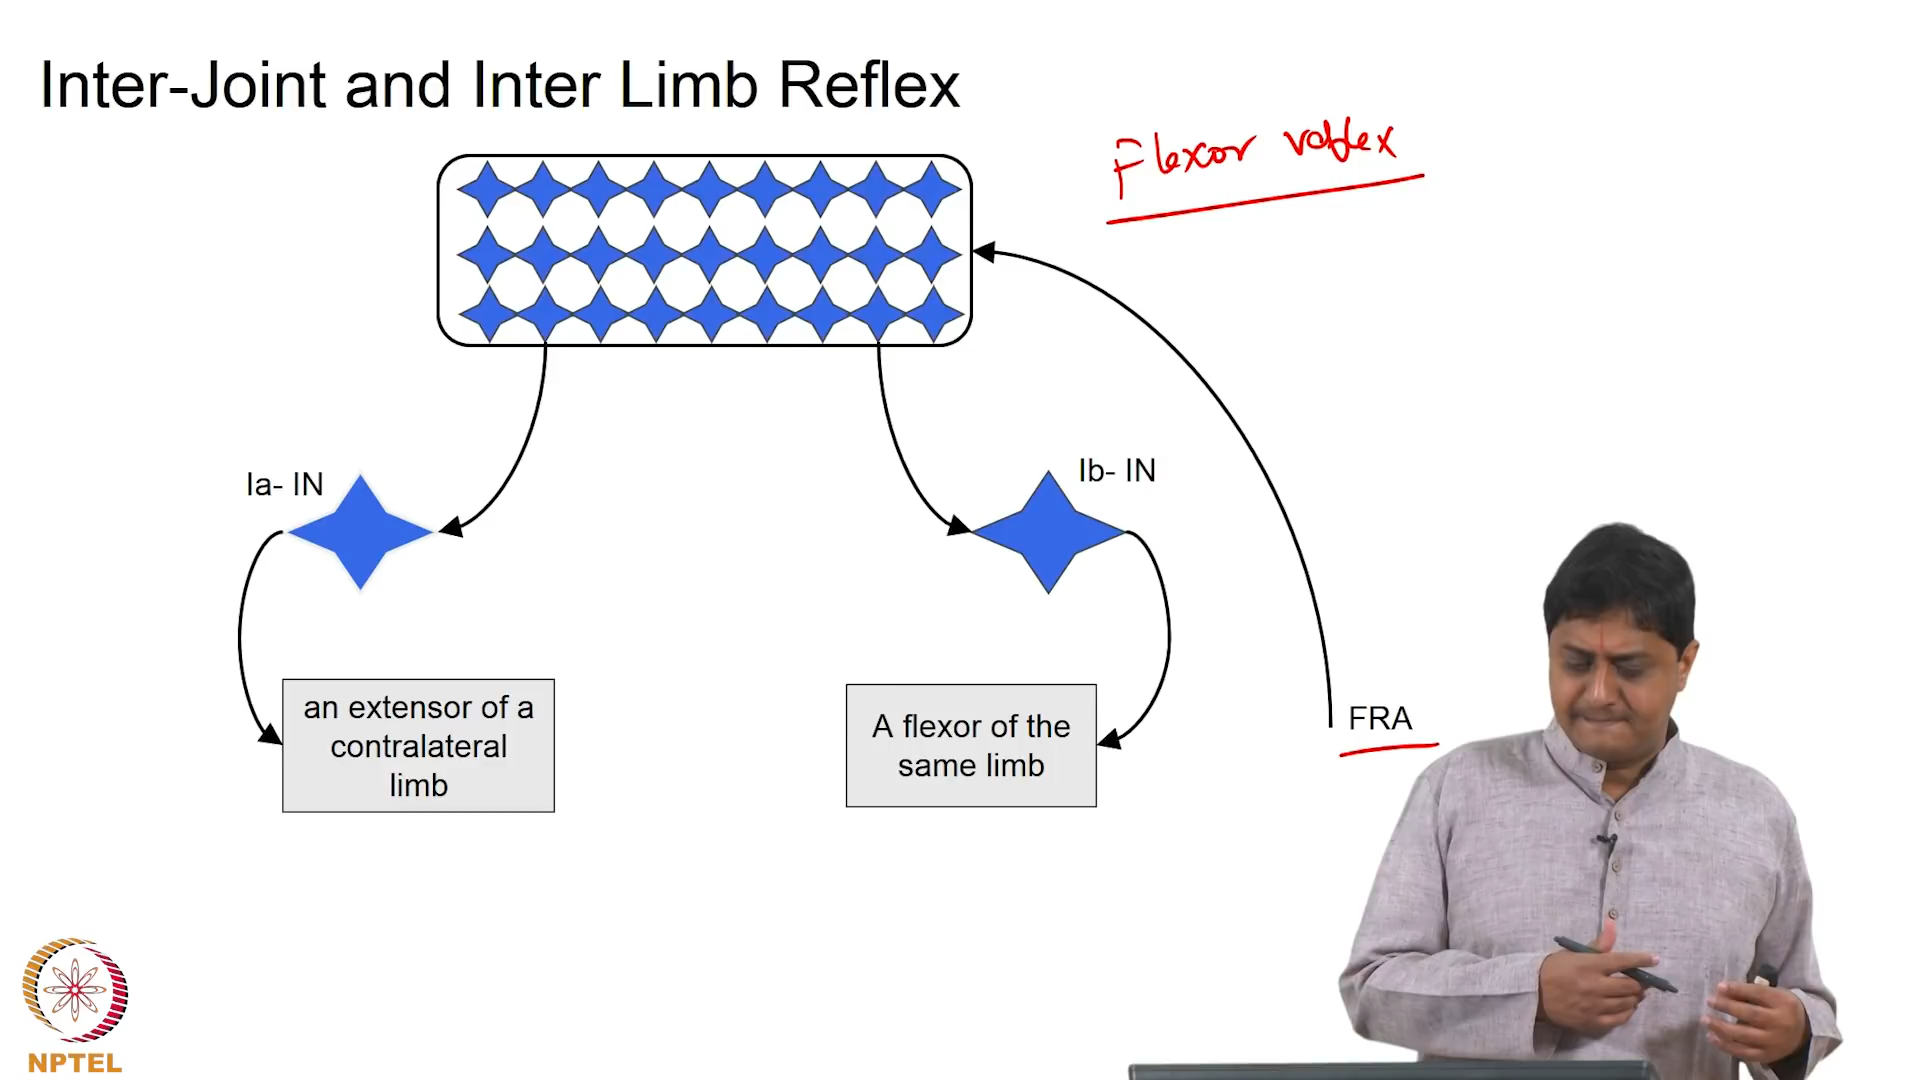 Inter-Joint and Inter Limb Reflex
Flexor reflex
Ia- IN
Ib- IN
an extensor of a
contralateral
limb
A flexor of the
same limb
FRA
NPTEL